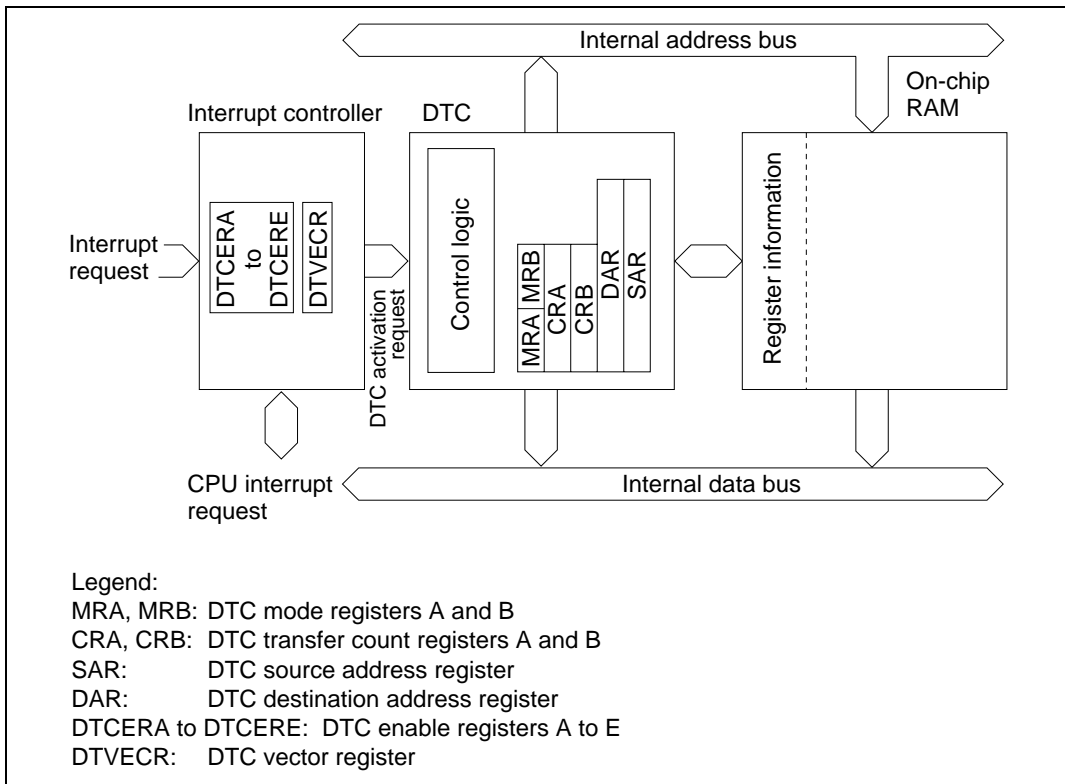 Internal address bus
On-chip
RAM
Interrupt controller
DTC
Interrupt
request
DTCERA
to
DTCERE
DTVECR
DTC activation
request
Control logic
MRA
MRB
CRA
CRB
DAR
SAR
Register information
CPU interrupt
request
Internal data bus
Legend:
MRA, MRB: DTC mode registers A and B
CRA, CRB: DTC transfer count registers A and B
SAR: DTC source address register
DAR: DTC destination address register
DTCERA to DTCERE: DTC enable registers A to E
DTVECR: DTC vector register